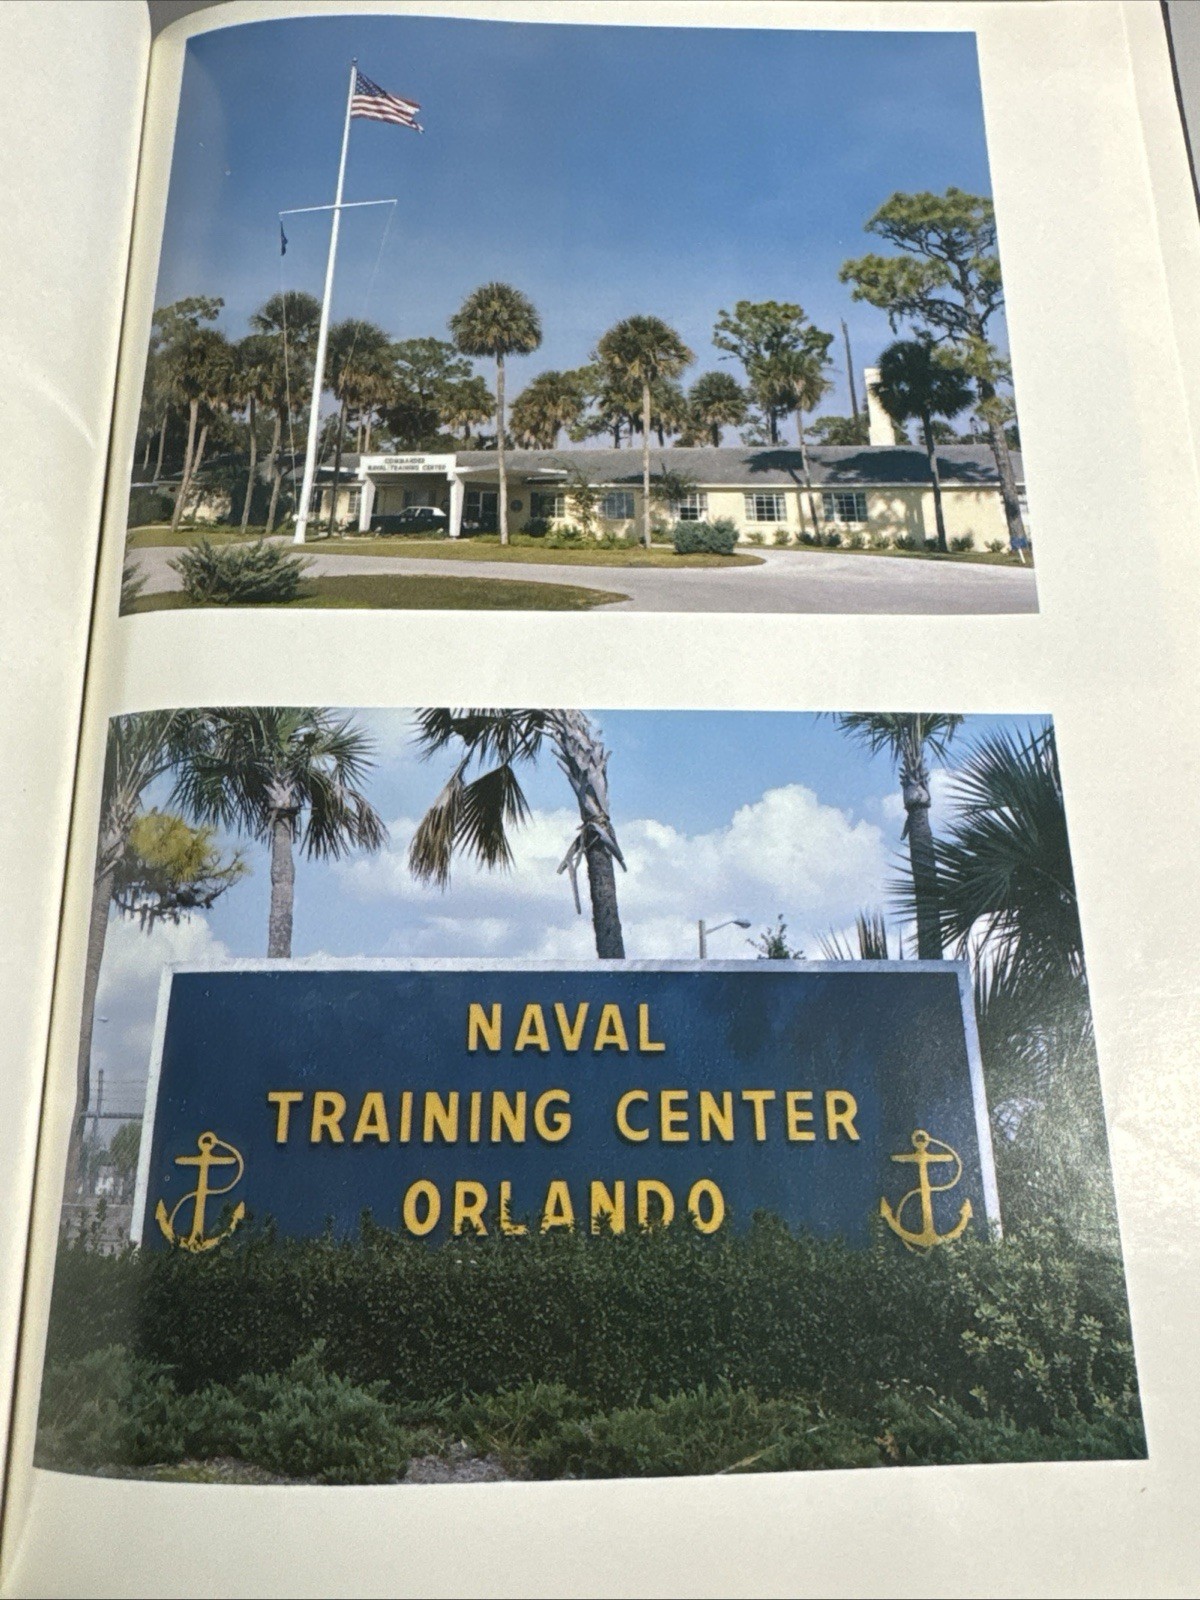 COMMANDER
NAVAL TRAINING CENTER
NAVAL
TRAINING CENTER
ORLANDO